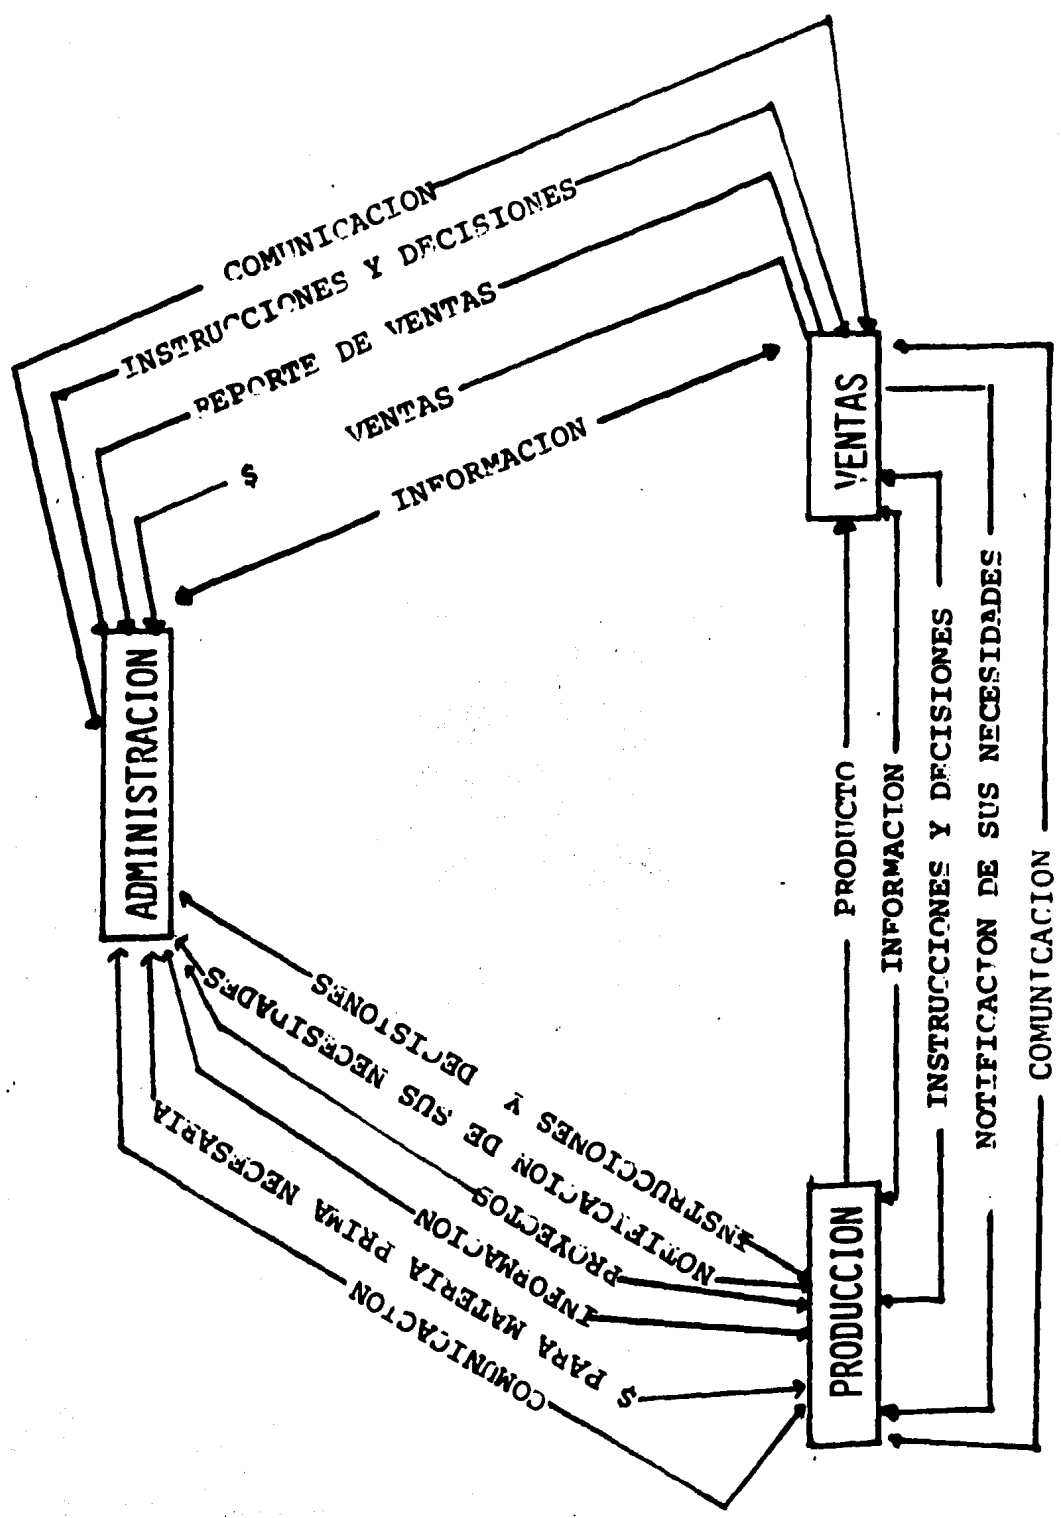 ADMINISTRACION
COMUNICACION
INSTRUCCIONES Y DECISIONES
REPORTE DE VENTAS
$ VENTAS
INFORMACION
INSTRUCCIONES Y DECISIONES
NOTIFICACION DE SUS NECESIDADES
PROYECTOS
INFORMACION
$ PARA MATERIA PRIMA NECESARIA
COMUNICACION
PRODUCCION
VENTAS
PRODUCTO
INFORMACION
INSTRUCCIONES Y DECISIONES
NOTIFICACION DE SUS NECESIDADES
COMUNICACION